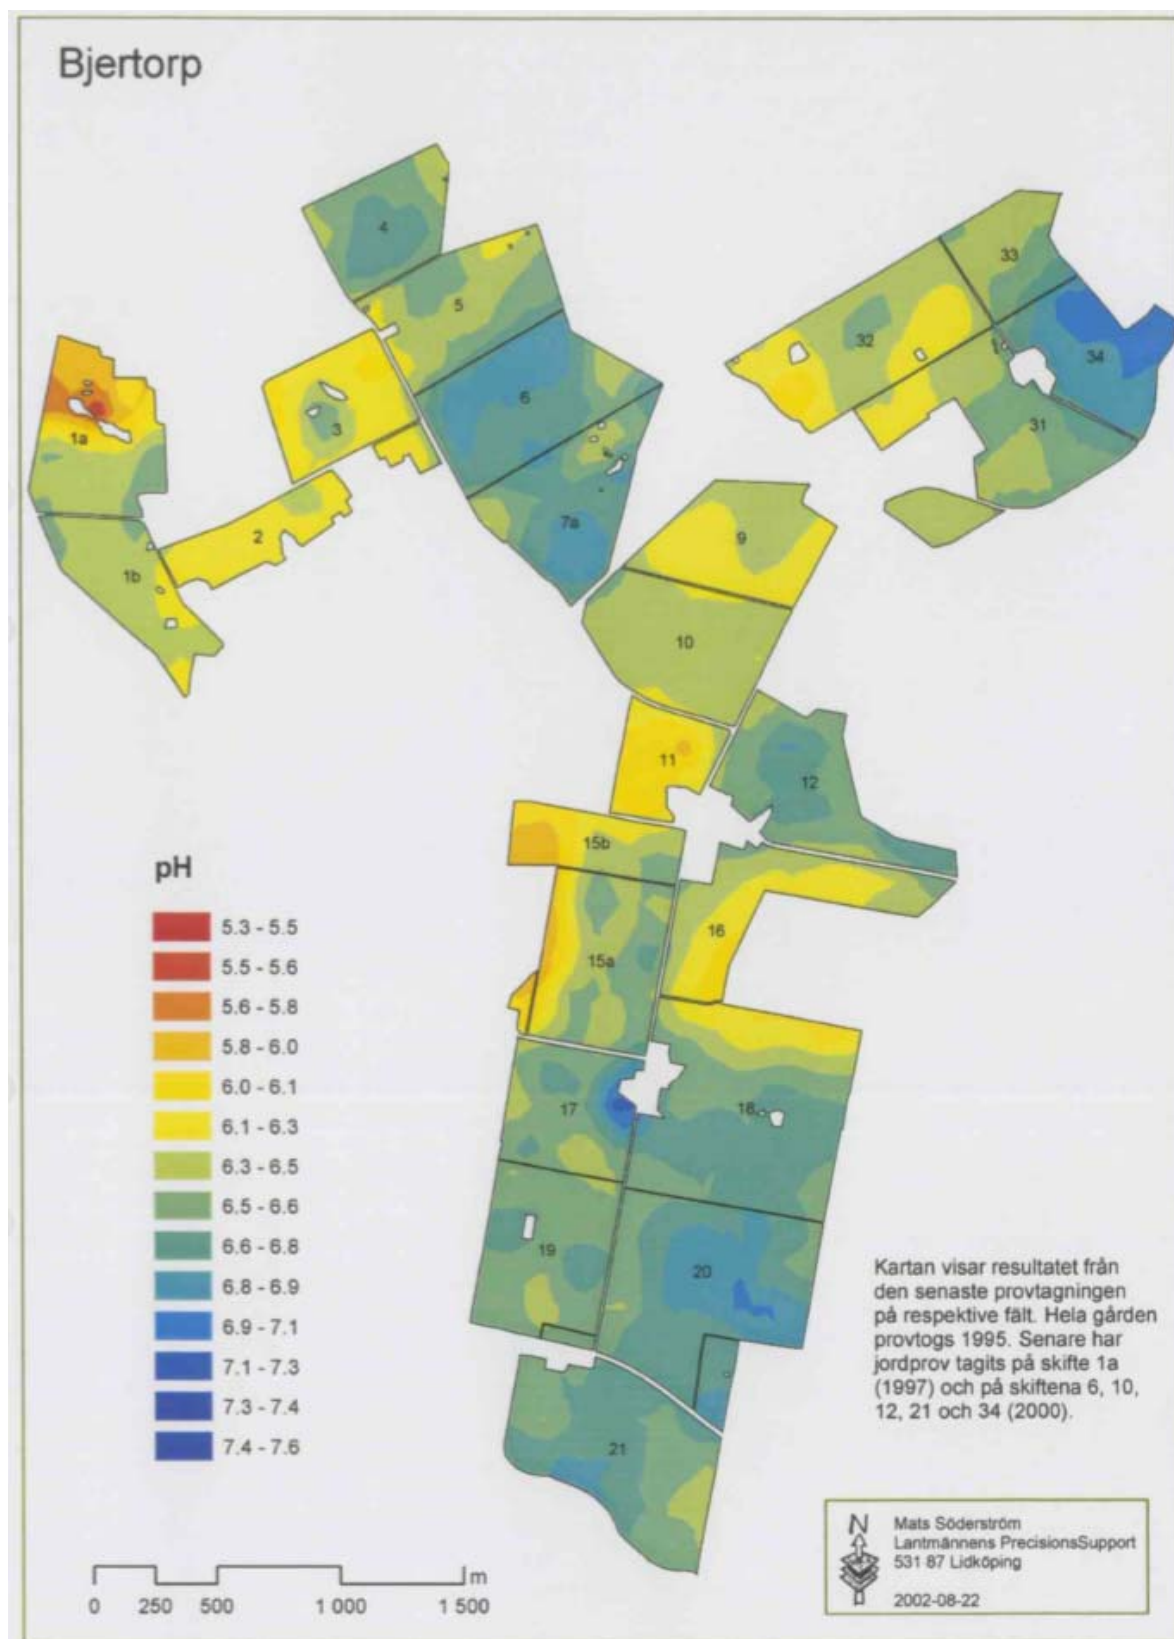 Bjertorp
4
33
5
32
34
6
1a
3
31
7a
2
9
1b
10
11
12
15b
16
15a
17
18
19
20
21
pH
5.3 - 5.5
5.5 - 5.6
5.6 - 5.8
5.8 - 6.0
6.0 - 6.1
6.1 - 6.3
6.3 - 6.5
6.5 - 6.6
6.6 - 6.8
6.8 - 6.9
6.9 - 7.1
7.1 - 7.3
7.3 - 7.4
7.4 - 7.6
Kartan visar resultatet från
den senaste provtagningen
på respektive fält. Hela gården
provtogs 1995. Senare har
jordprov tagits på skifte 1a
(1997) och på skiftena 6, 10,
12, 21 och 34 (2000).
m
0 250 500 1 000 1 500
N
Mats Söderström
Lantmännens PrecisionsSupport
531 87 Lidköping
2002-08-22